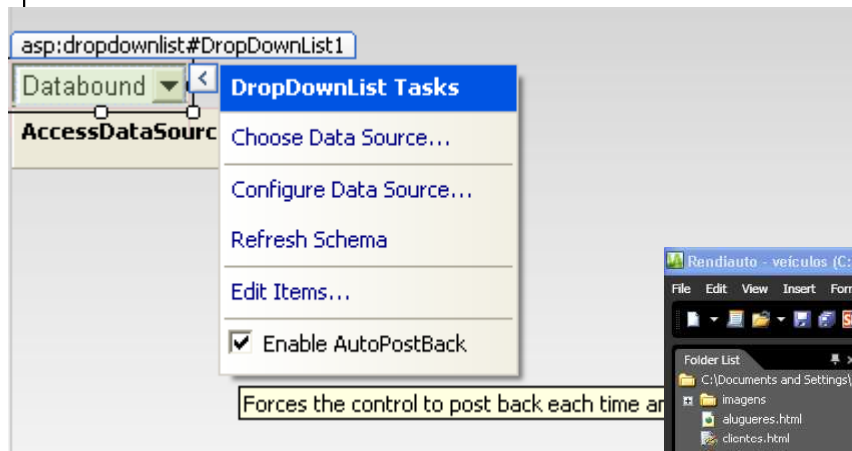 asp:dropdownlist#DropDownList1
Databound
DropDownList Tasks
AccessDataSourc
Choose Data Source...
Configure Data Source...
Refresh Schema
Edit Items...
Enable AutoPostBack
Forces the control to post back each time
Rendiauto - veículos (C:
File Edit View Insert For
Folder List
C:\Documents and Settings\
imagens
alugueres.html
clientes.html